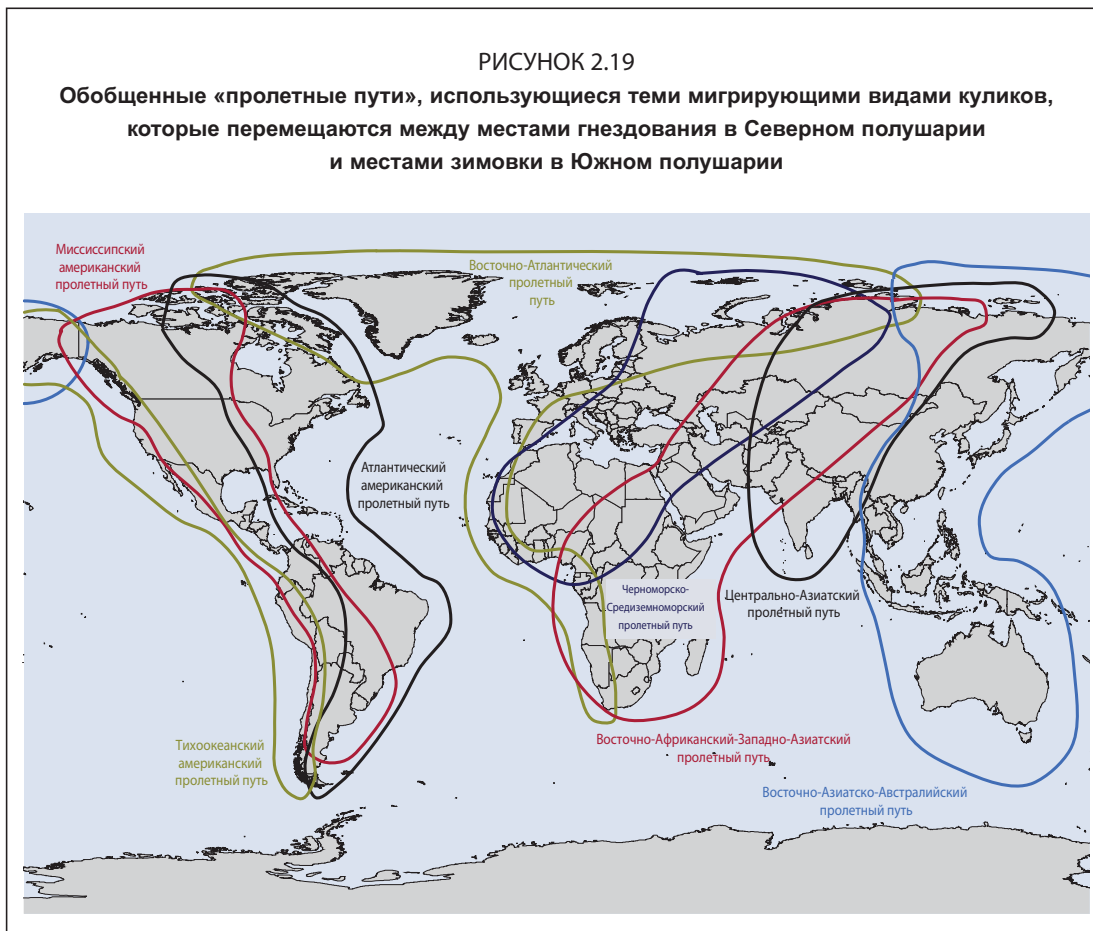 РИСУНОК 2.19
Обобщенные «пролетные пути», использующиеся теми мигрирующими видами куликов,
которые перемещаются между местами гнездования в Северном полушарии
и местами зимовки в Южном полушарии
Миссиссипский
американский
пролетный путь
Восточно-Атлантический
пролетный
путь
Атлантический
американский
пролетный путь
Черноморско-
Средиземноморский
пролетный путь
Центрально-Азиатский
пролетный путь
Тихоокеанский
американский
пролетный путь
Восточно-Африканский-Западно-Азиатский
пролетный путь
Восточно-Азиатско-Австралийский
пролетный путь